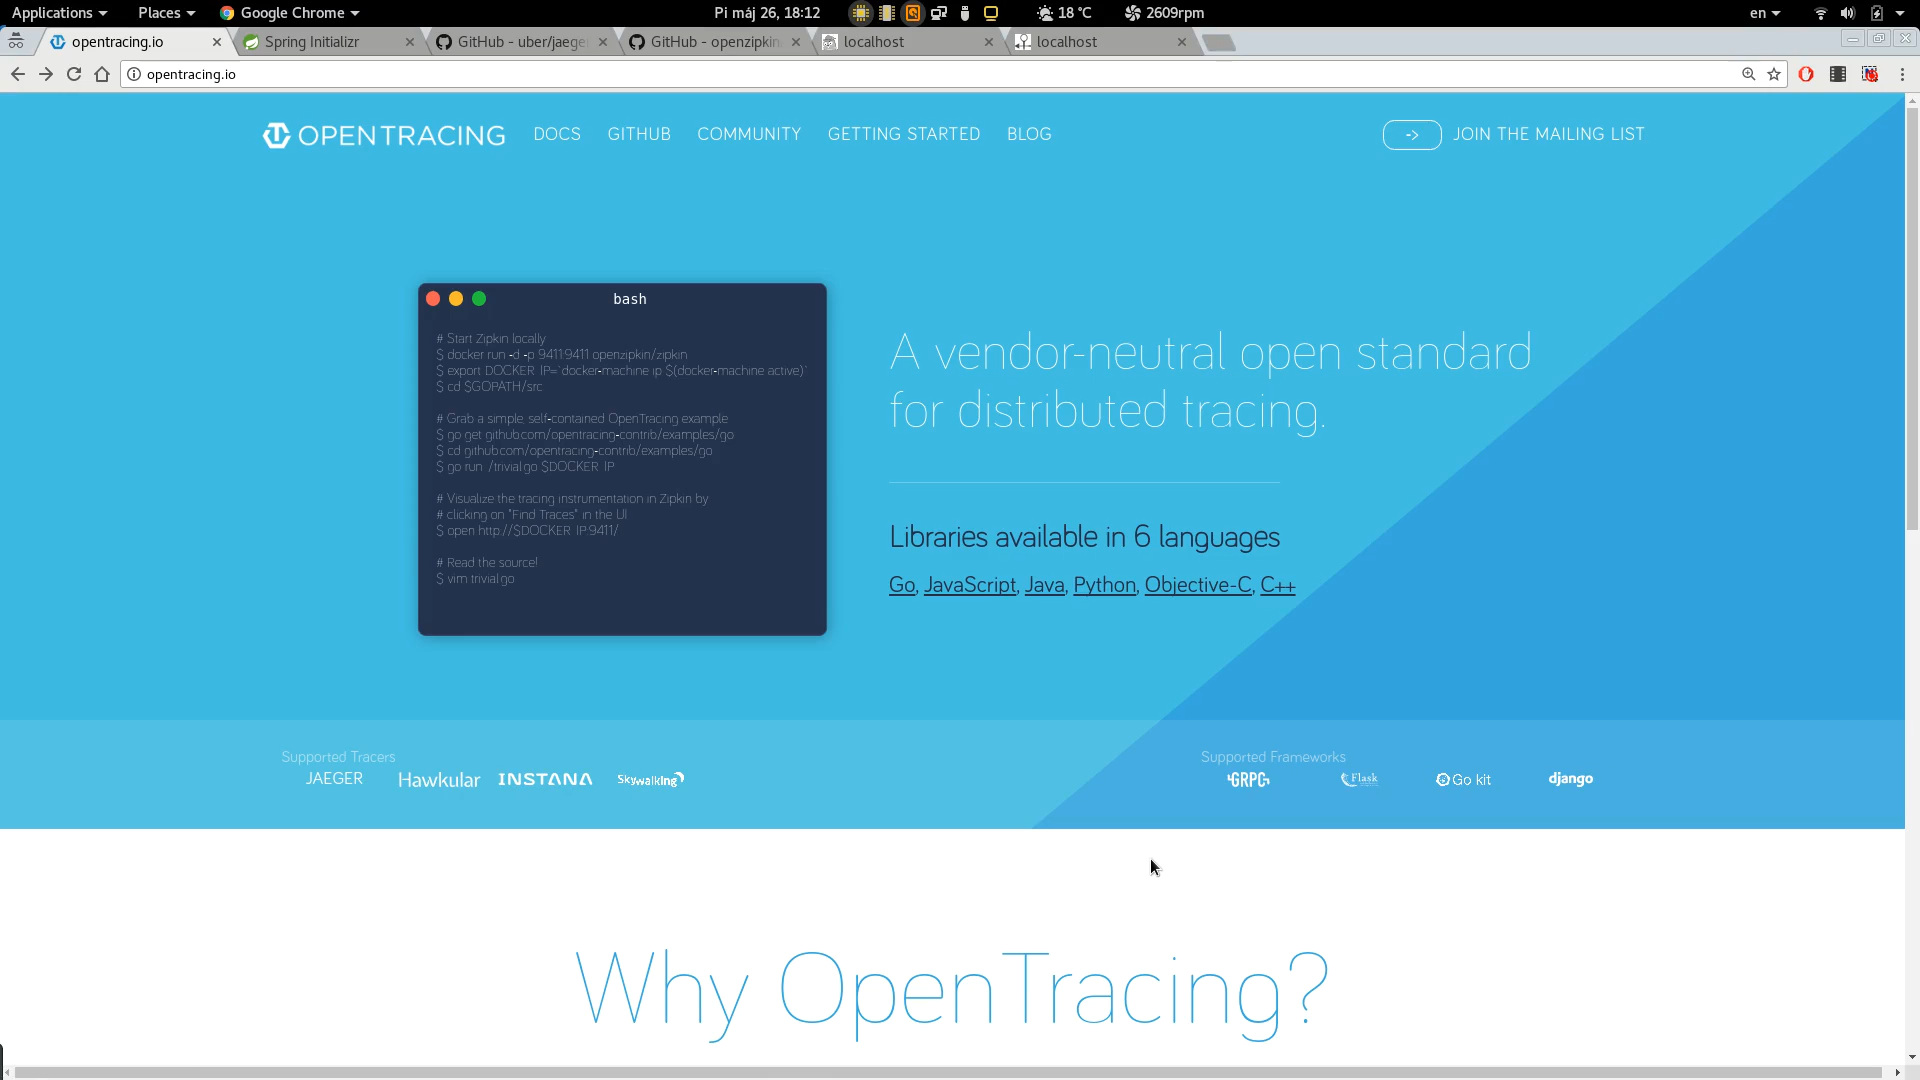 Applications Places Google Chrome Pi máj 26, 18:12 18 °C 2609rpm en
opentracing.io Spring Initializr GitHub - uber/jaege GitHub - openzipkin localhost localhost
opentracing.io
OPENTRACING DOCS GITHUB COMMUNITY GETTING STARTED BLOG -> JOIN THE MAILING LIST
bash
# Start Zipkin locally
$ docker run -d -p 9411:9411 openzipkin/zipkin
$ export DOCKER_IP=`docker-machine ip $(docker-machine active)`
$ cd $GOPATH/src
# Grab a simple, self-contained OpenTracing example
$ go get github.com/opentracing-contrib/examples/go
$ cd github.com/opentracing-contrib/examples/go
$ go run ./trivial.go $DOCKER_IP
# Visualize the tracing instrumentation in Zipkin by
# clicking on "Find Traces" in the UI
$ open http://$DOCKER_IP:9411/
# Read the source!
$ vim trivial.go
A vendor-neutral open standard
for distributed tracing.
Libraries available in 6 languages
Go, JavaScript, Java, Python, Objective-C, C++
Supported Tracers
JAEGER Hawkular INSTANA Skywalking
Supported Frameworks
GRPC Flask Go kit django
Why OpenTracing?